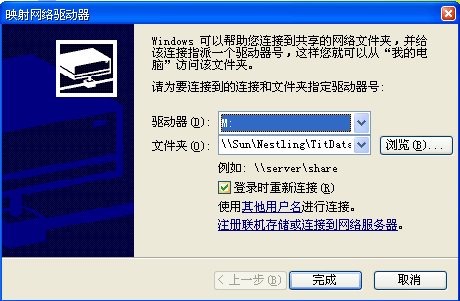 映射网络驱动器
Windows 可以帮助您连接到共享的网络文件夹，并给
该连接指派一个驱动器号，这样您就可以从“我的电
脑”访问该文件夹。
请为要连接到的连接和文件夹指定驱动器号:
驱动器(D): M:
文件夹(O): \\Sun\Nestling\TitData 浏览(B)...
例如: \\server\share
登录时重新连接(R)
使用其他用户名进行连接。
注册联机存储或连接到网络服务器。
< 上一步(B) 完成 取消